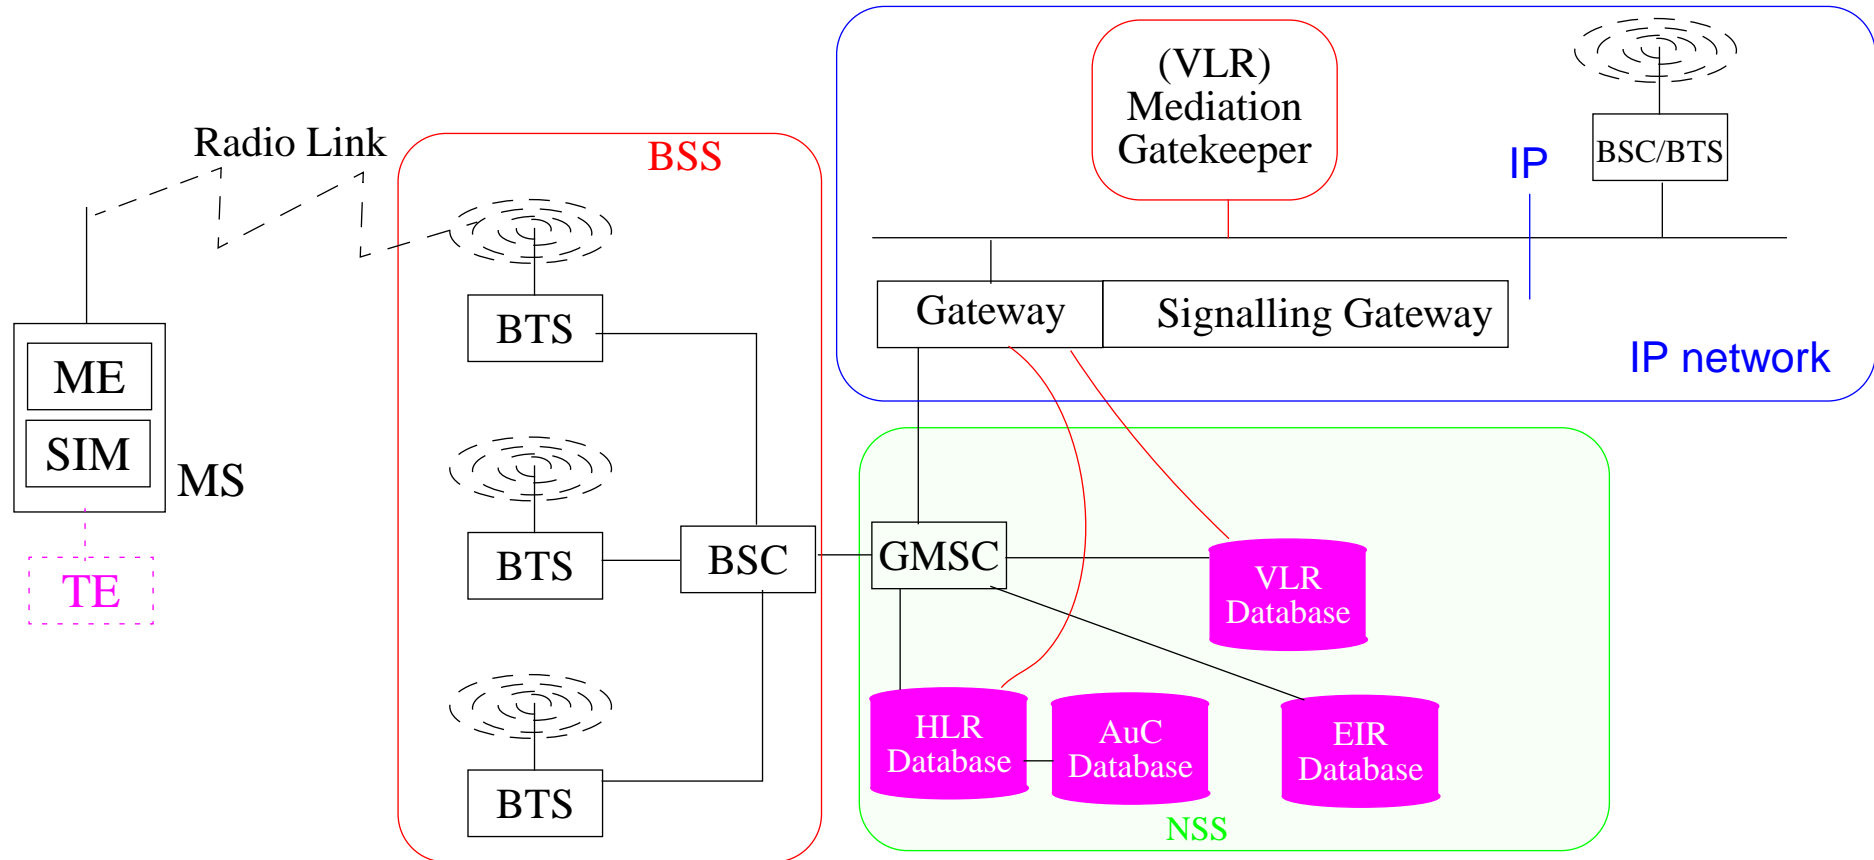 Radio Link
ME
SIM
MS
TE
BSS
BTS
BTS
BTS
BSC
(VLR)
Mediation
Gatekeeper
IP
BSC/BTS
Gateway
Signalling Gateway
IP network
GMSC
VLR
Database
HLR
Database
AuC
Database
EIR
Database
NSS